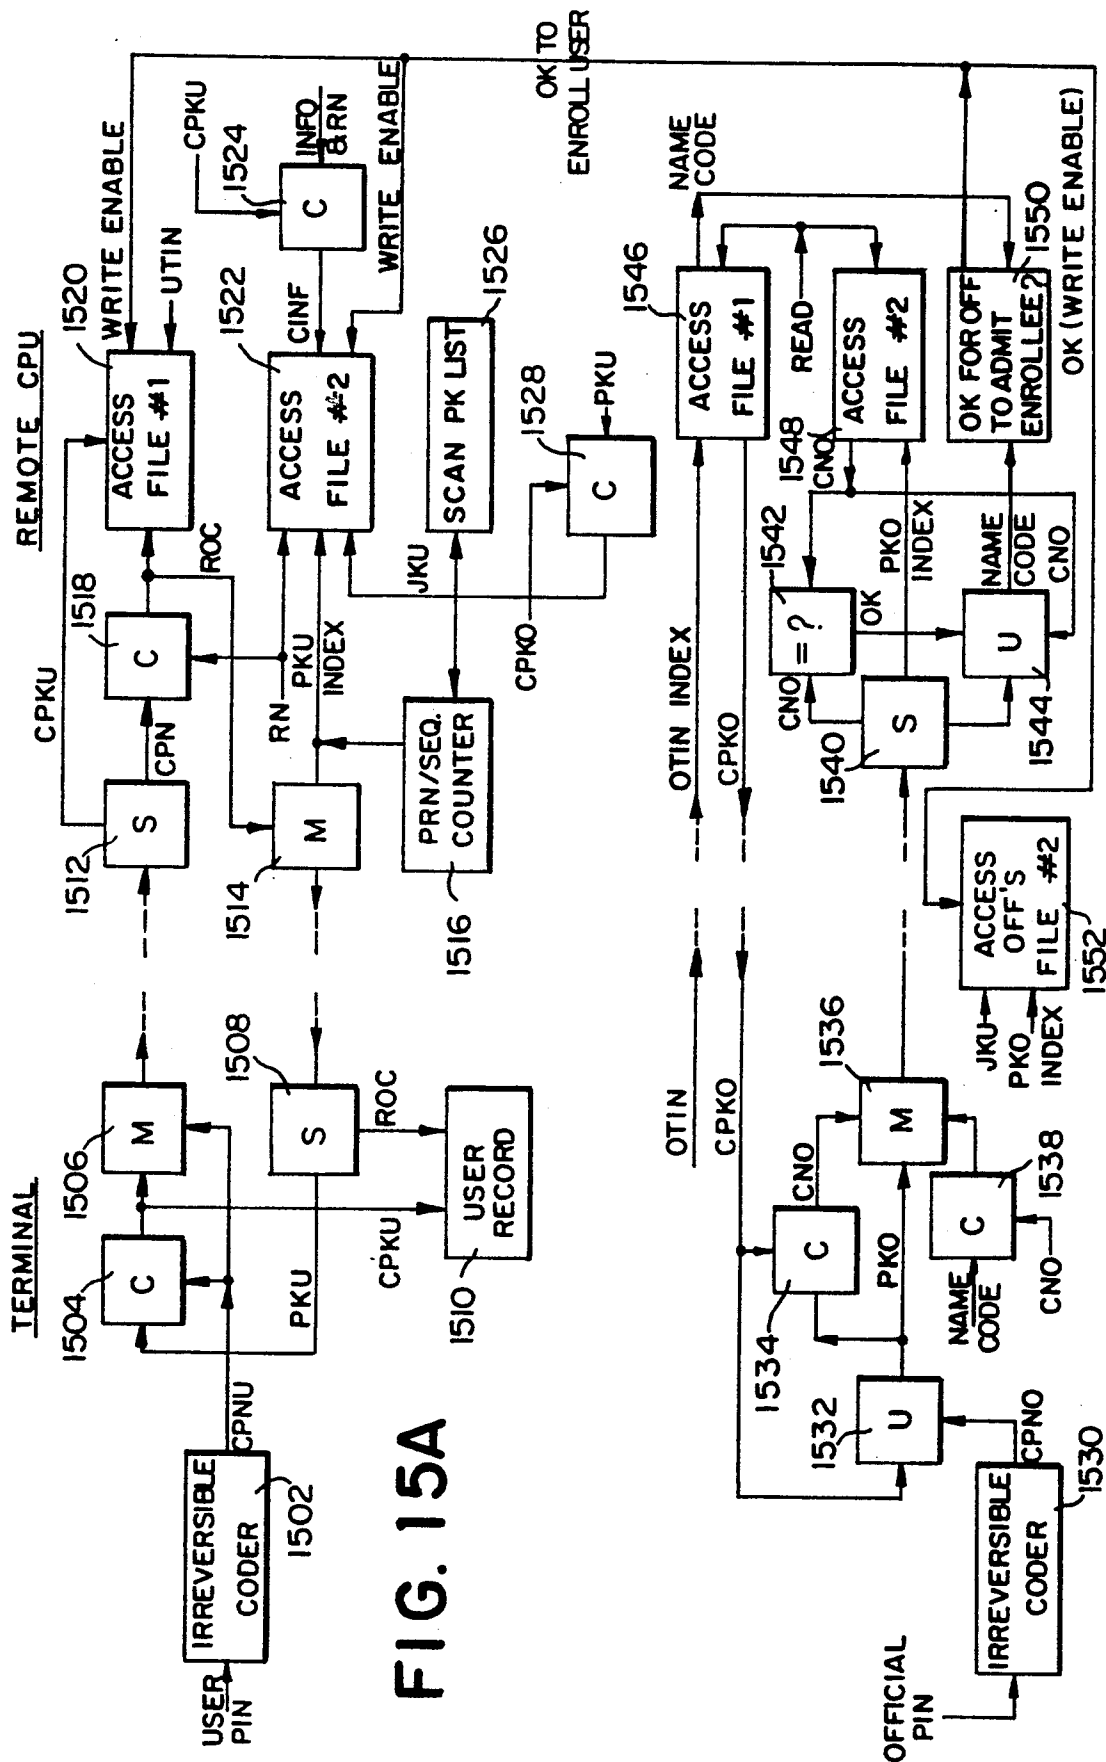 FIG. 15A
TERMINAL
REMOTE CPU
USER
PIN
IRREVERSIBLE
CODER
1502
CPNU
1504
C
1506
M
PKU
CPKU
1508
S
ROC
USER
RECORD
1510
1512
S
CPKU
CPN
1514
M
1516
PRN/SEQ.
COUNTER
1518
C
ROC
RN
PKU
INDEX
JKU
1520
ACCESS
FILE #1
WRITE ENABLE
UTIN
1522
ACCESS
FILE #2
CINF
CPKU
1524
C
INFO
&RN
WRITE ENABLE
1526
SCAN PK LIST
1528
C
CPKO
PKU
OK TO
ENROLL USER
OFFICIAL
PIN
IRREVERSIBLE
CODER
1530
CPNO
1532
U
1534
C
CNO
PKO
1536
M
1538
C
NAME
CODE
CNO
OTIN
CPKO
OTIN INDEX
CPKO
1540
S
1542
= ?
CNO
OK
1544
U
PKO
INDEX
NAME
CODE
CNO
1546
ACCESS
FILE #1
NAME
CODE
READ
1548
CNO
ACCESS
FILE #2
1550
OK FOR OFF
TO ADMIT
ENROLLEE?
OK (WRITE ENABLE)
1552
ACCESS
OFF'S
FILE #2
JKU
PKO
INDEX